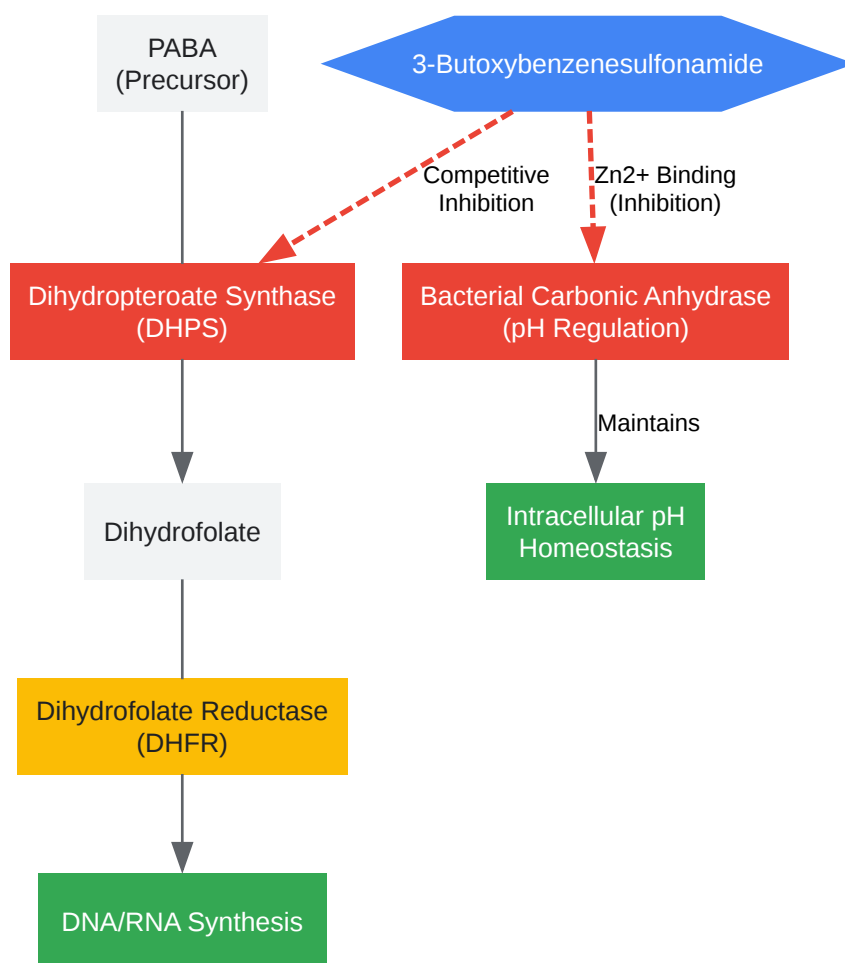 PABA
(Precursor)
3-Butoxybenzenesulfonamide
Competitive
Inhibition
Zn2+ Binding
(Inhibition)
Dihydropteroate Synthase
(DHPS)
Bacterial Carbonic Anhydrase
(pH Regulation)
Maintains
Dihydrofolate
Intracellular pH
Homeostasis
Dihydrofolate Reductase
(DHFR)
DNA/RNA Synthesis